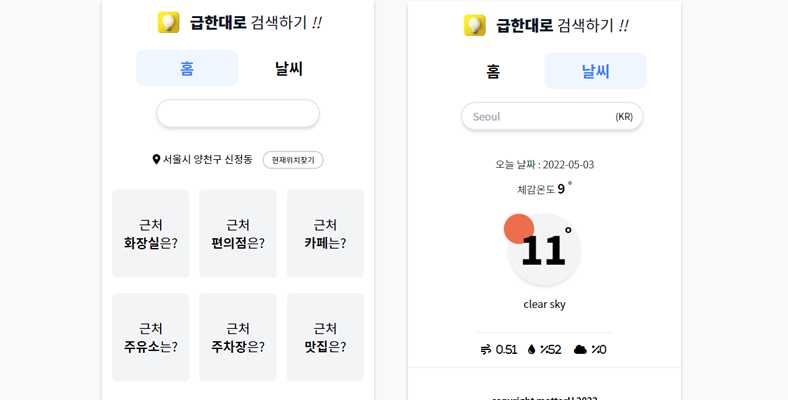 급한대로 검색하기 !!
홈 날씨
서울시 양천구 신정동 현재위치찾기
근처
화장실은?
근처
편의점은?
근처
카페는?
근처
주유소는?
근처
주차장은?
근처
맛집은?
급한대로 검색하기 !!
홈 날씨
Seoul (KR)
오늘 날짜 : 2022-05-03
체감온도 9 °
11°
clear sky
0.51 %52 %0